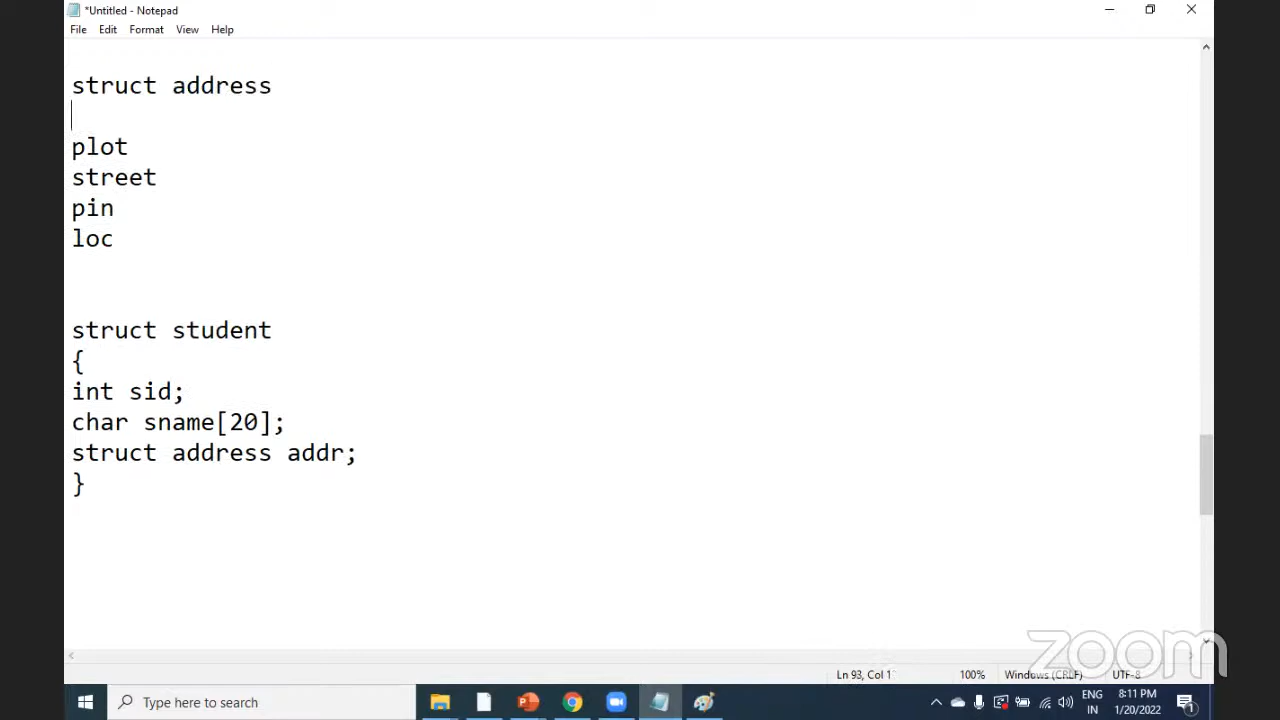 *Untitled - Notepad
File Edit Format View Help
struct address
plot
street
pin
loc
struct student
{
int sid;
char sname[20];
struct address addr;
}
zoom
Ln 93, Col 1 100% Windows (CRLF) UTF-8
Type here to search
ENG
IN
8:11 PM
1/20/2022
1